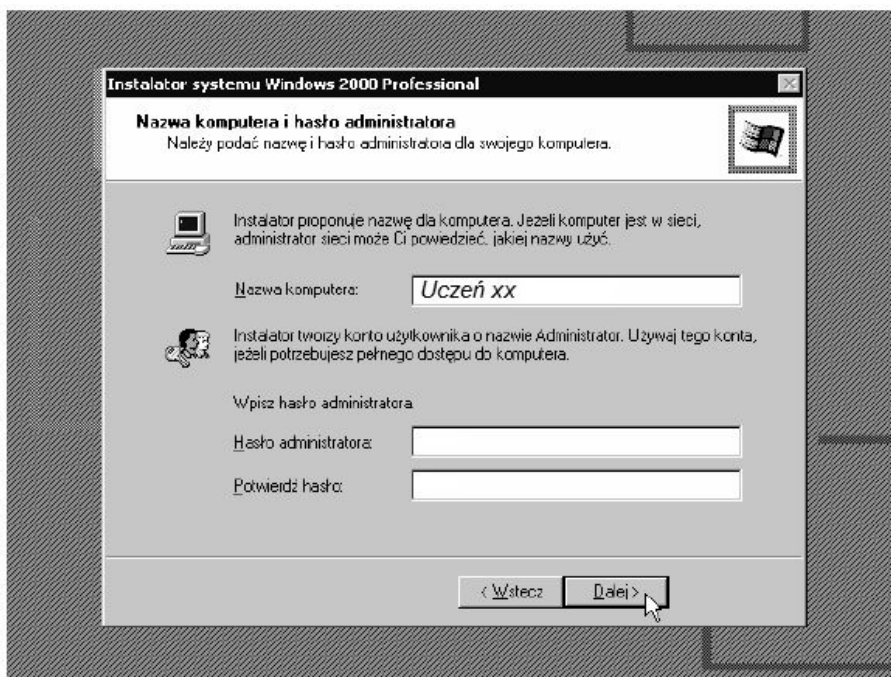 Instalator systemu Windows 2000 Professional
Nazwa komputera i hasło administratora
Należy podać nazwę i hasło administratora dla swojego komputera.
Instalator proponuje nazwę dla komputera. Jeżeli komputer jest w sieci,
administrator sieci może Ci powiedzieć, jakiej nazwy użyć.
Nazwa komputera:
Uczeń xx
Instalator tworzy konto użytkownika o nazwie Administrator. Używaj tego konta,
jeżeli potrzebujesz pełnego dostępu do komputera.
Wpisz hasło administratora
Hasło administratora:
Potwierdź hasło:
< Wstecz
Dalej >